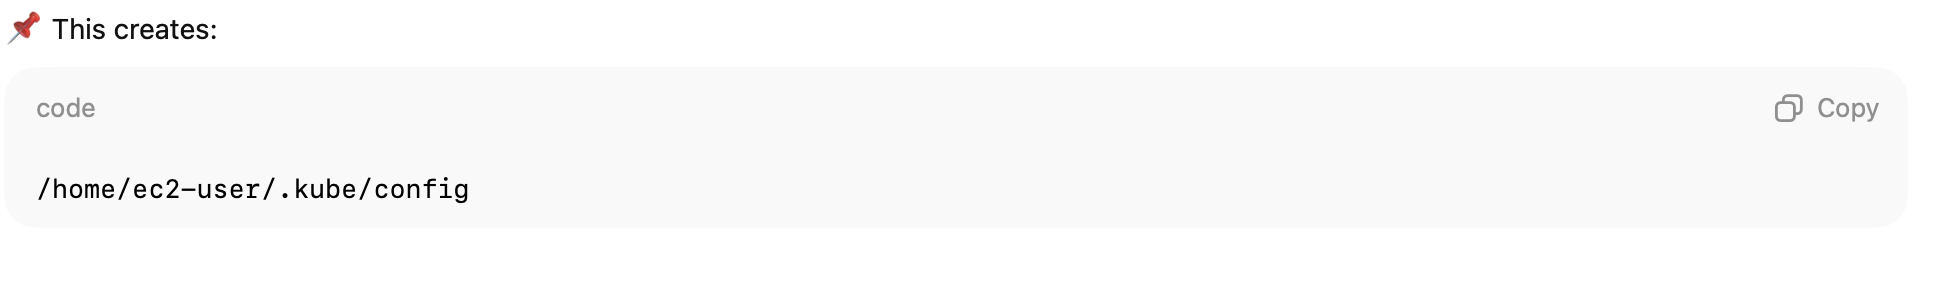 📌 This creates:
code
Copy
/home/ec2-user/.kube/config